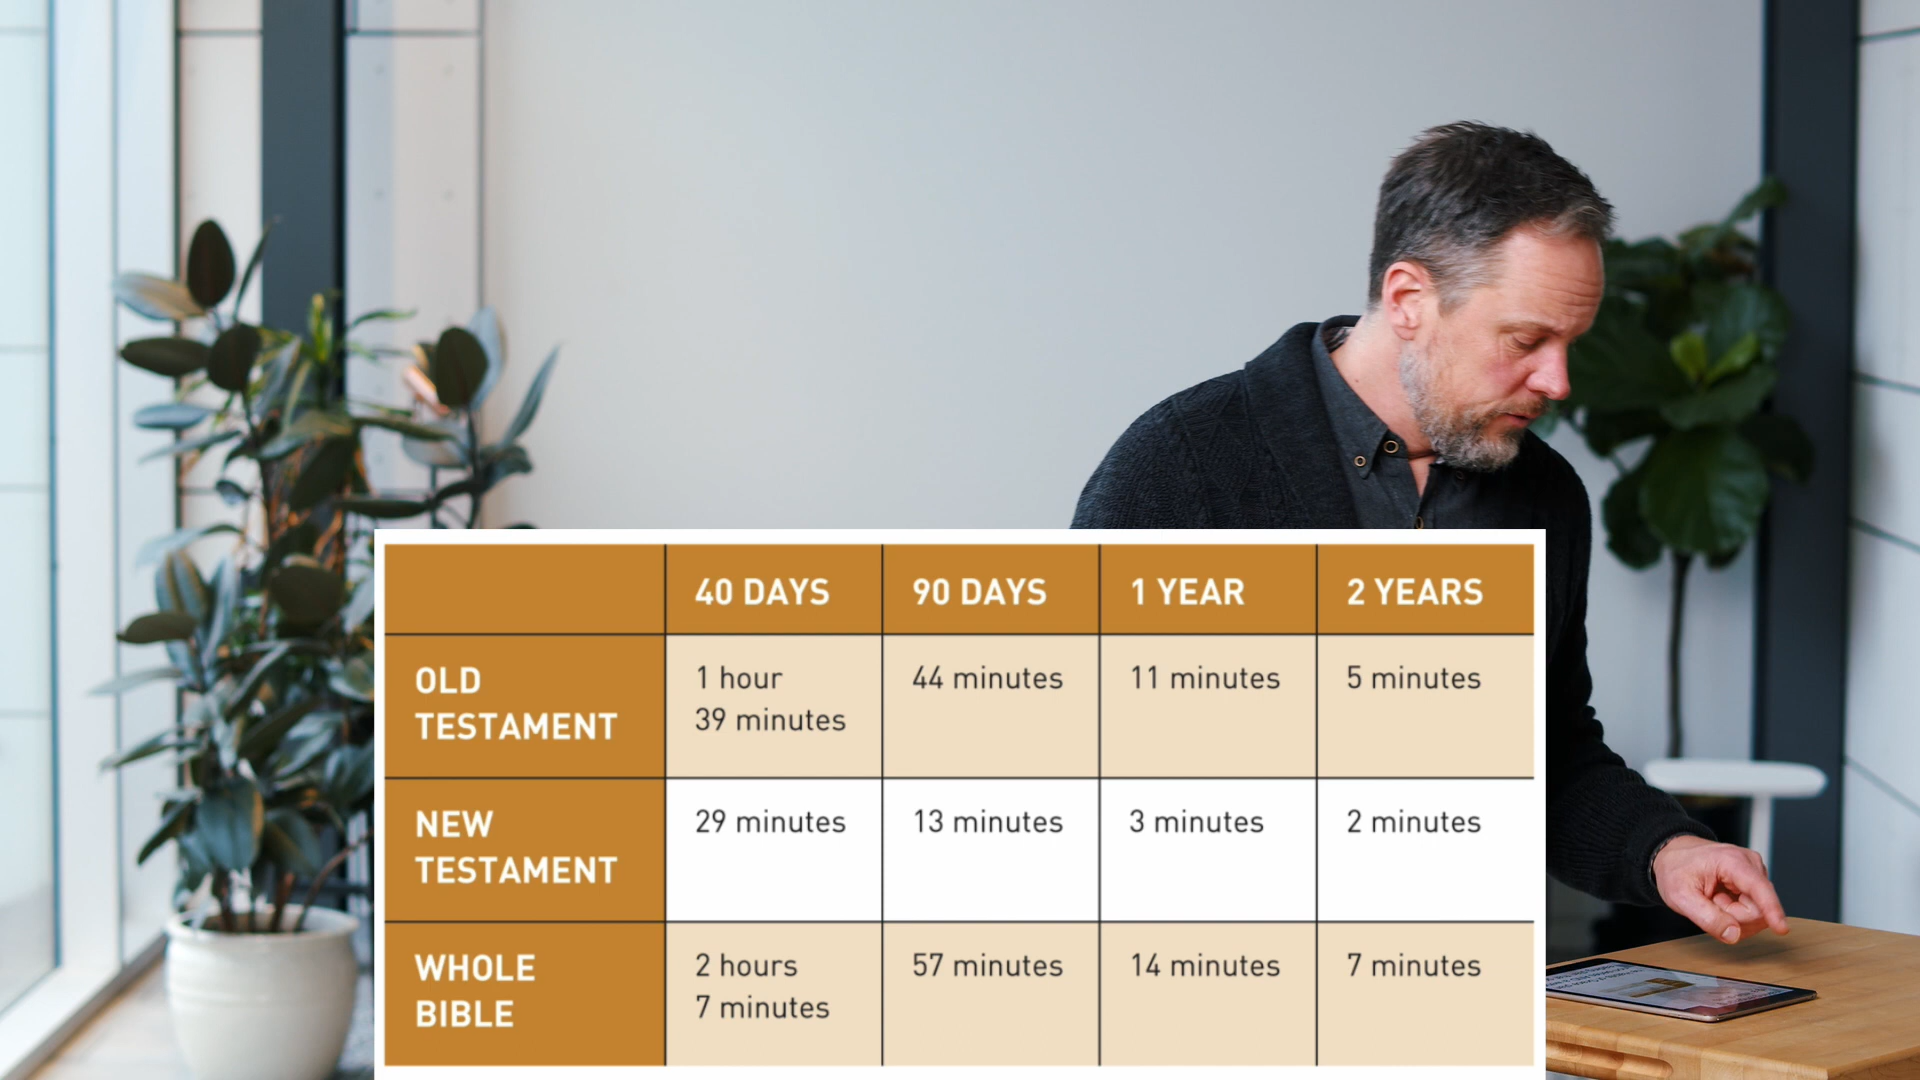 40 DAYS 90 DAYS 1 YEAR 2 YEARS
OLD TESTAMENT 1 hour 39 minutes 44 minutes 11 minutes 5 minutes
NEW TESTAMENT 29 minutes 13 minutes 3 minutes 2 minutes
WHOLE BIBLE 2 hours 7 minutes 57 minutes 14 minutes 7 minutes